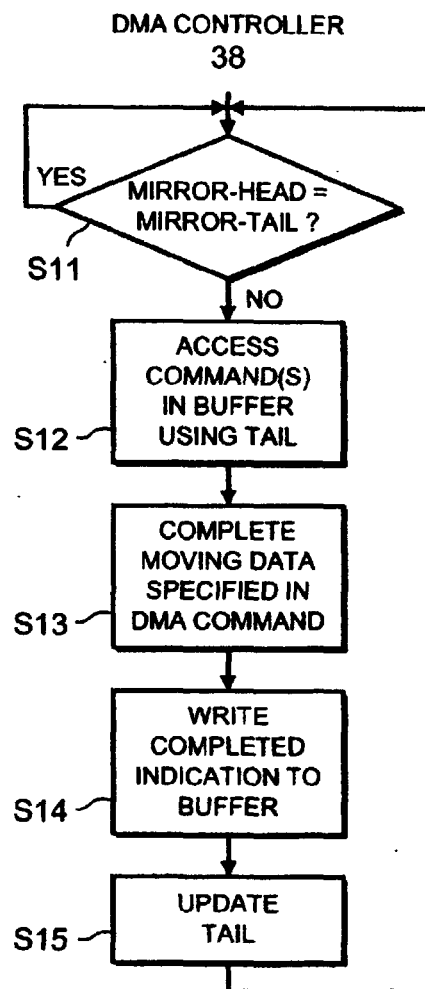 DMA CONTROLLER
38
YES
MIRROR-HEAD =
MIRROR-TAIL ?
S11
NO
ACCESS
COMMAND(S)
IN BUFFER
USING TAIL
S12
COMPLETE
MOVING DATA
SPECIFIED IN
DMA COMMAND
S13
WRITE
COMPLETED
INDICATION TO
BUFFER
S14
UPDATE
TAIL
S15